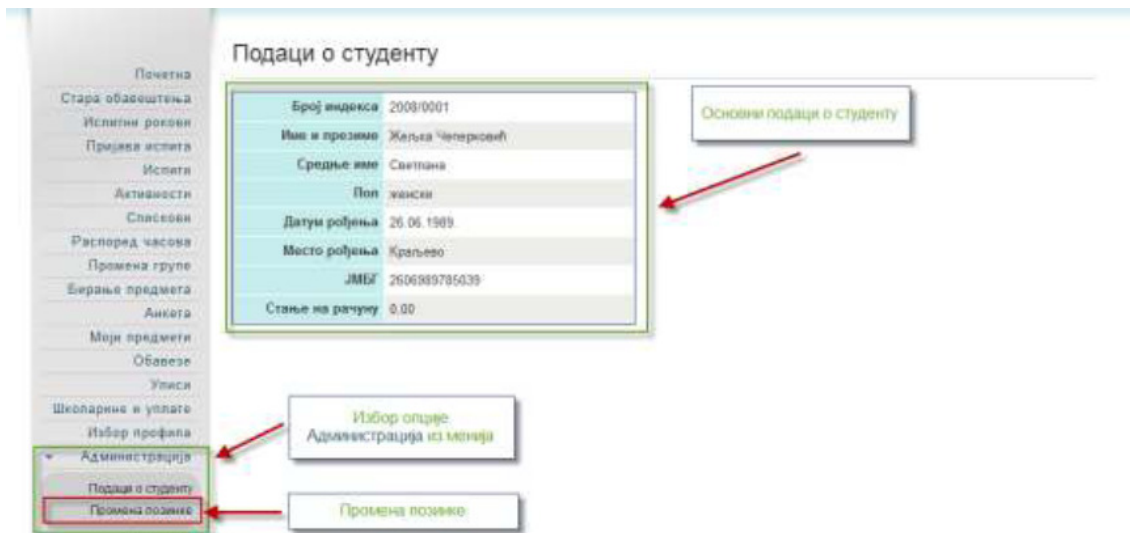 Подаци о студенту
Почетна
Стара обавештења
Испитни рокови
Пријава испита
Испити
Активности
Спискови
Распоред часова
Промена групе
Бирање предмета
Анкета
Моји предмети
Обавезе
Уписи
Школарине и уплате
Избор профила
Администрација
Подаци о студенту
Промена лозинке
Број индекса 2008/0001
Име и презиме Жељка Чеперковић
Средње име Светлана
Пол женски
Датум рођења 26.06.1989.
Место рођења Краљево
ЈМБГ 2606989785039
Стање на рачуну 0.00
Основни подаци о студенту
Избор опције
Администрација из менија
Промена лозинке